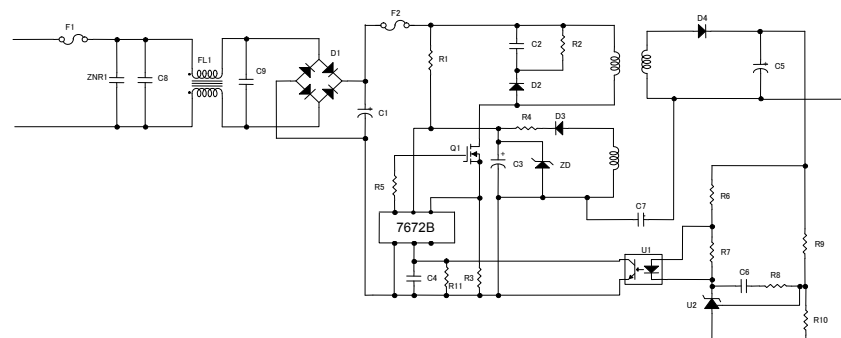 F1
F2
D4
D1
FL1
C2
R2
R1
ZNR1
C8
C9
C5
D2
C1
R4
D3
Q1
C3
ZD
R5
R6
C7
7672B
R7
R9
U1
C4
R11
R3
C6
R8
U2
R10